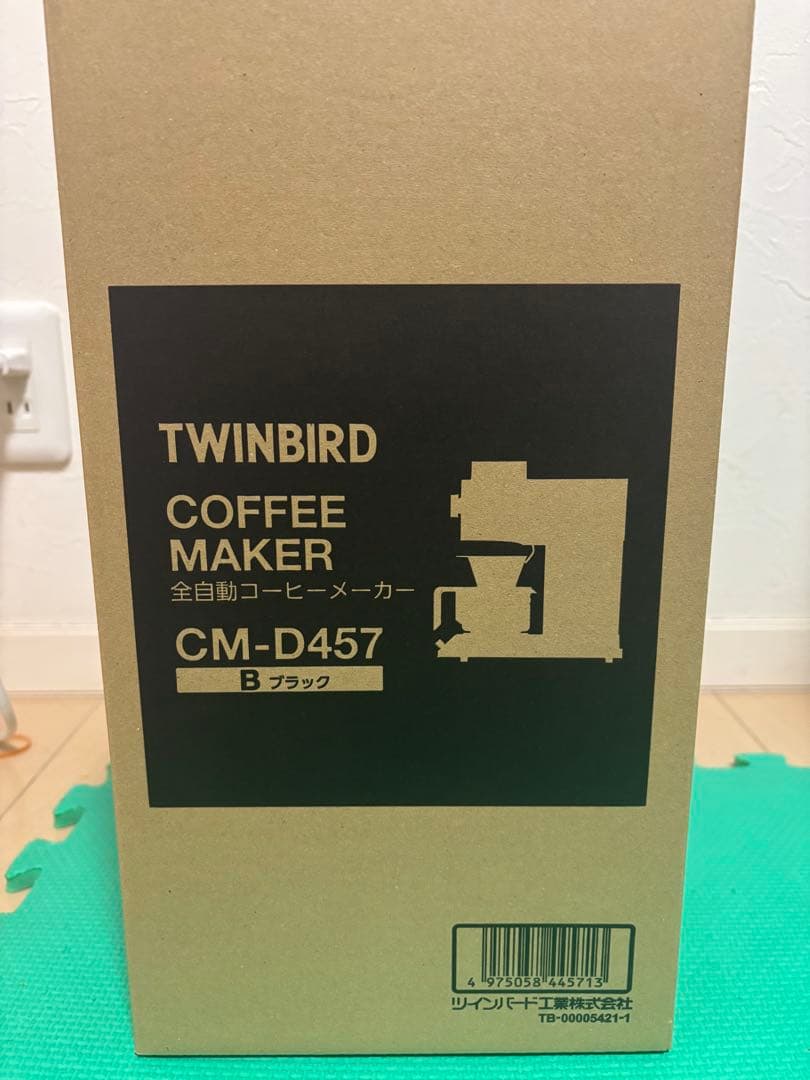 TWINBIRD
COFFEE
MAKER
全自動コーヒーメーカー
CM-D457
B ブラック
4 975058 445713
ツインバード工業株式会社
TB-00005421-1